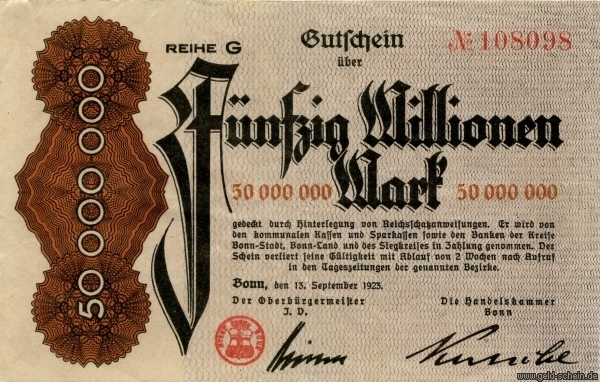 REIHE G
Gutschein
№ 108098
über
Fünfzig Millionen
Mark
50 000 000
50 000 000
50 000 000
gedeckt durch Hinterlegung von Reichsschatzanweisungen. Er wird von
den kommunalen Kassen und Sparkassen sowie den Banken der Kreise
Bonn-Stadt, Bonn-Land und des Siegkreises in Zahlung genommen. Der
Schein verliert seine Gültigkeit mit Ablauf von 2 Wochen nach Aufruf
in den Tageszeitungen der genannten Bezirke.
Bonn, den 13. September 1923.
Der Oberbürgermeister
J. V.
Die Handelskammer
Bonn
www.geld-schein.de